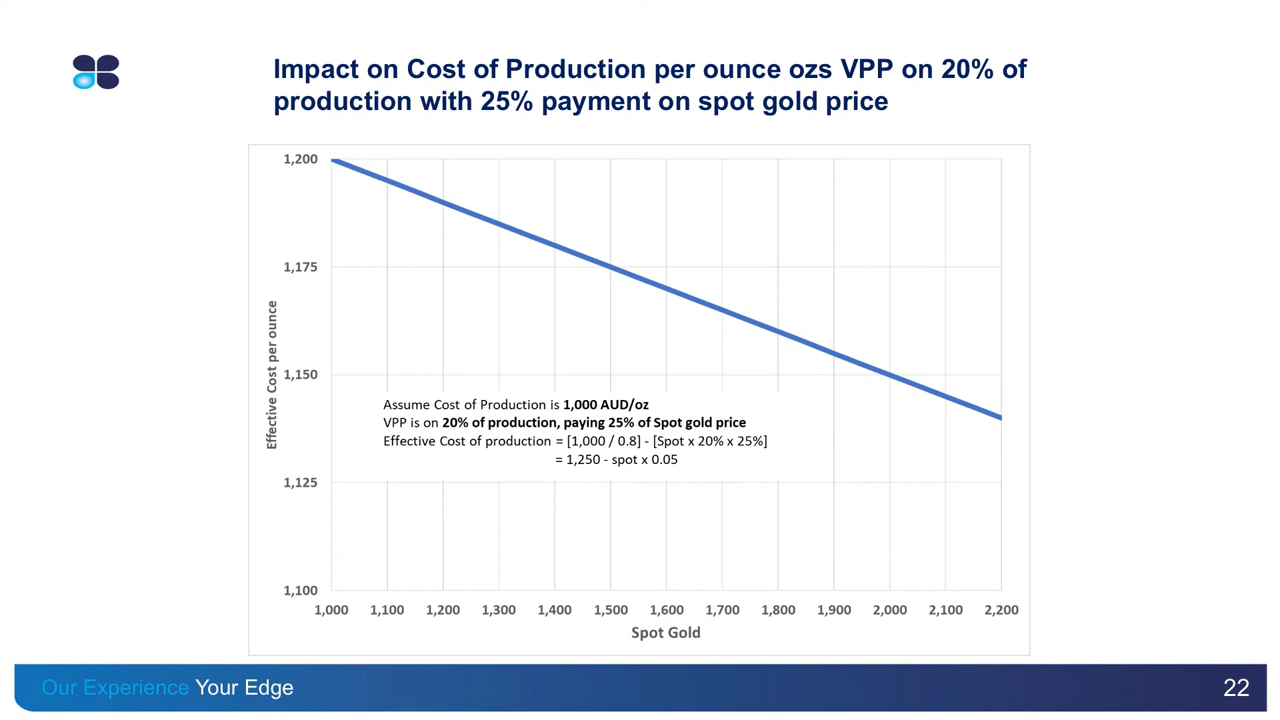 Impact on Cost of Production per ounce ozs VPP on 20% of
production with 25% payment on spot gold price
1,200
1,175
1,150
1,125
1,100
Effective Cost per ounce
Assume Cost of Production is 1,000 AUD/oz
VPP is on 20% of production, paying 25% of Spot gold price
Effective Cost of production = [1,000 / 0.8] - [Spot x 20% x 25%]
= 1,250 - spot x 0.05
1,000 1,100 1,200 1,300 1,400 1,500 1,600 1,700 1,800 1,900 2,000 2,100 2,200
Spot Gold
Our Experience Your Edge
22